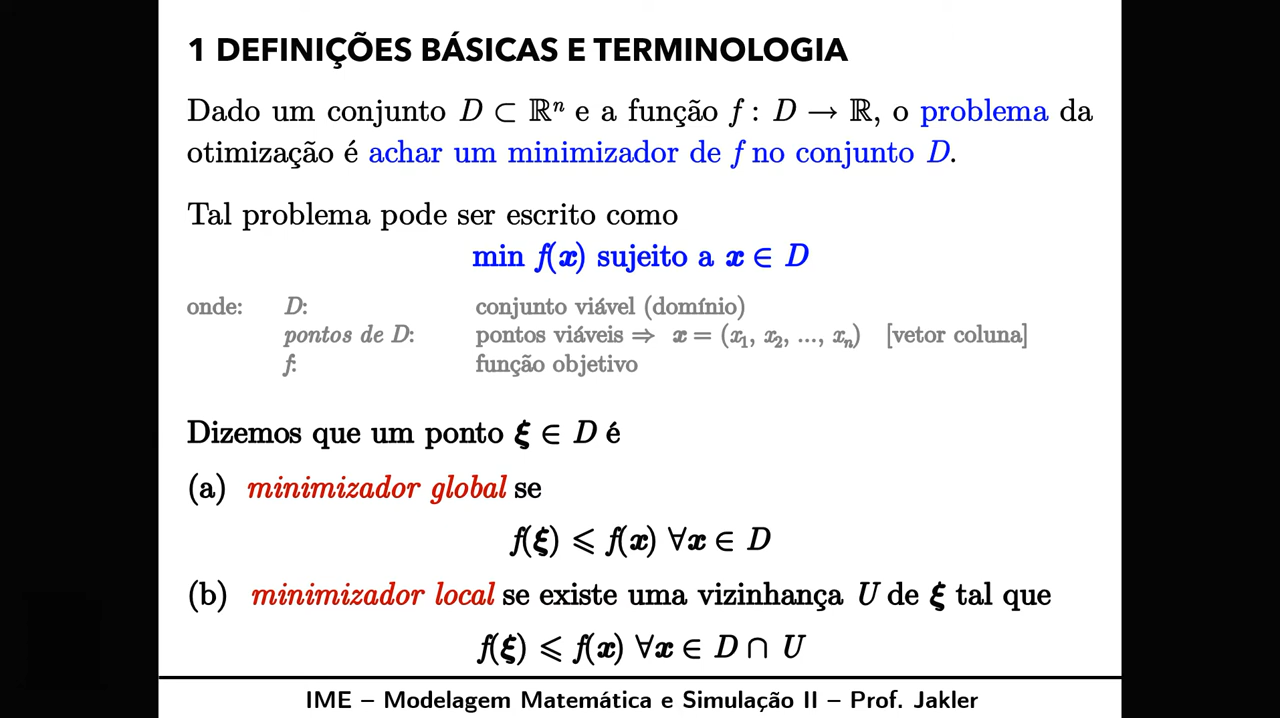 1 DEFINIÇÕES BÁSICAS E TERMINOLOGIA
Dado um conjunto D ⊂ ℝⁿ e a função f : D → ℝ, o problema da
otimização é achar um minimizador de f no conjunto D.
Tal problema pode ser escrito como
min f(x) sujeito a x ∈ D
onde: D: conjunto viável (domínio)
pontos de D: pontos viáveis ⇒ x = (x₁, x₂, ..., xₙ) [vetor coluna]
f: função objetivo
Dizemos que um ponto ξ ∈ D é
(a) minimizador global se
f(ξ) ⩽ f(x) ∀x ∈ D
(b) minimizador local se existe uma vizinhança U de ξ tal que
f(ξ) ⩽ f(x) ∀x ∈ D ∩ U
IME – Modelagem Matemática e Simulação II – Prof. Jakler